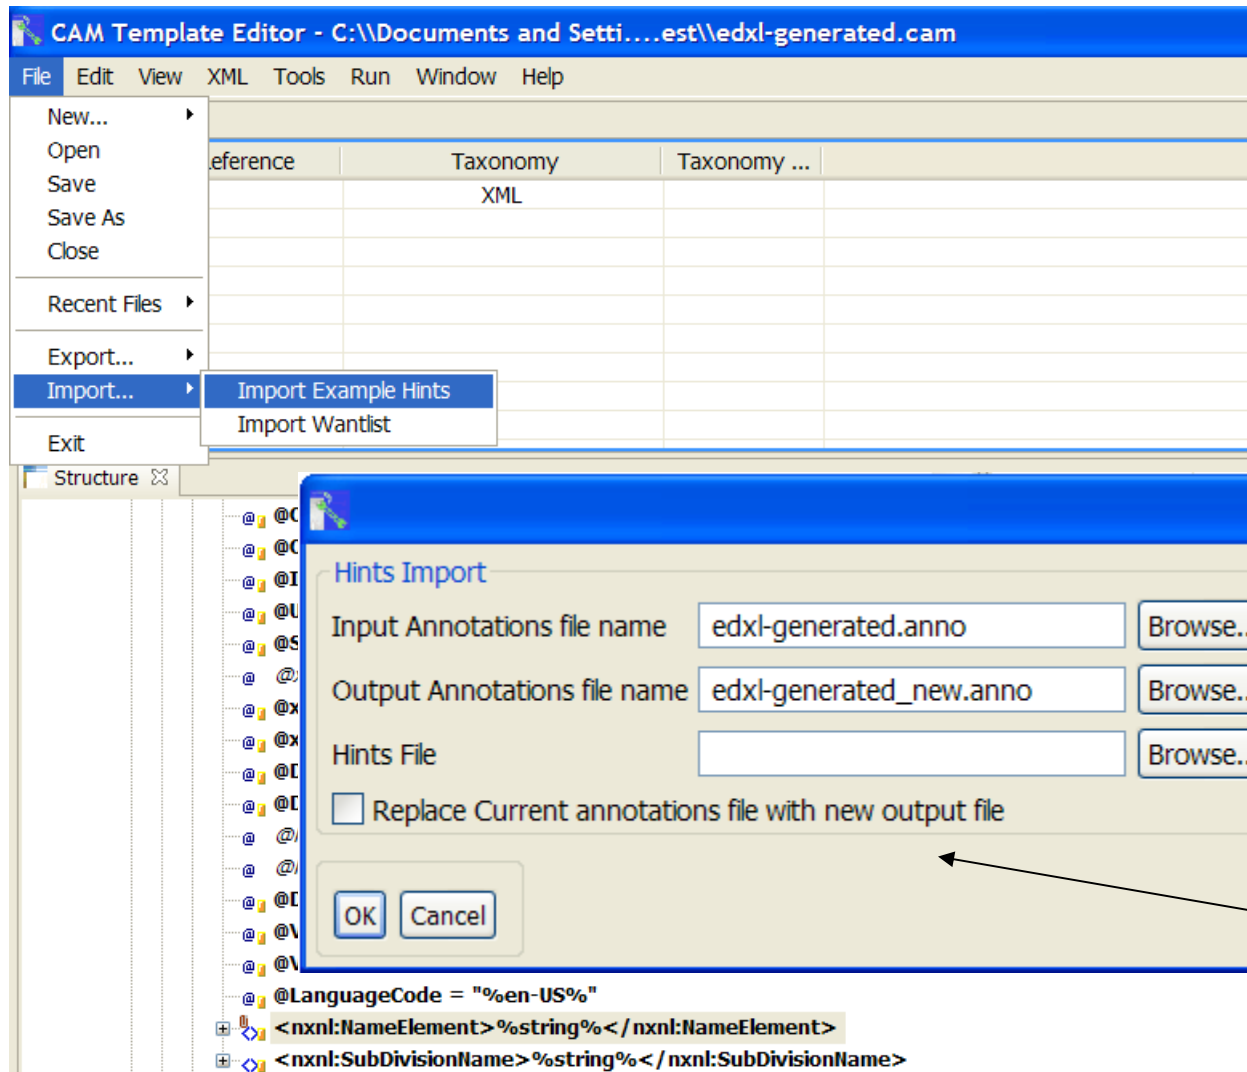 CAM Template Editor - C:\\Documents and Setti....est\\edxl-generated.cam
File Edit View XML Tools Run Window Help
New...
Open
Save
Save As
Close
Recent Files
Export...
Import...
Exit
Import Example Hints
Import Wantlist
eference Taxonomy Taxonomy ...
XML
Structure
Hints Import
Input Annotations file name edxl-generated.anno Browse..
Output Annotations file name edxl-generated_new.anno Browse..
Hints File Browse..
Replace Current annotations file with new output file
OK Cancel
@I
@U
@S
@x
@x
@D
@D
@D
@V
@V
@LanguageCode = "%en-US%"
<nxnl:NameElement>%string%</nxnl:NameElement>
<nxnl:SubDivisionName>%string%</nxnl:SubDivisionName>